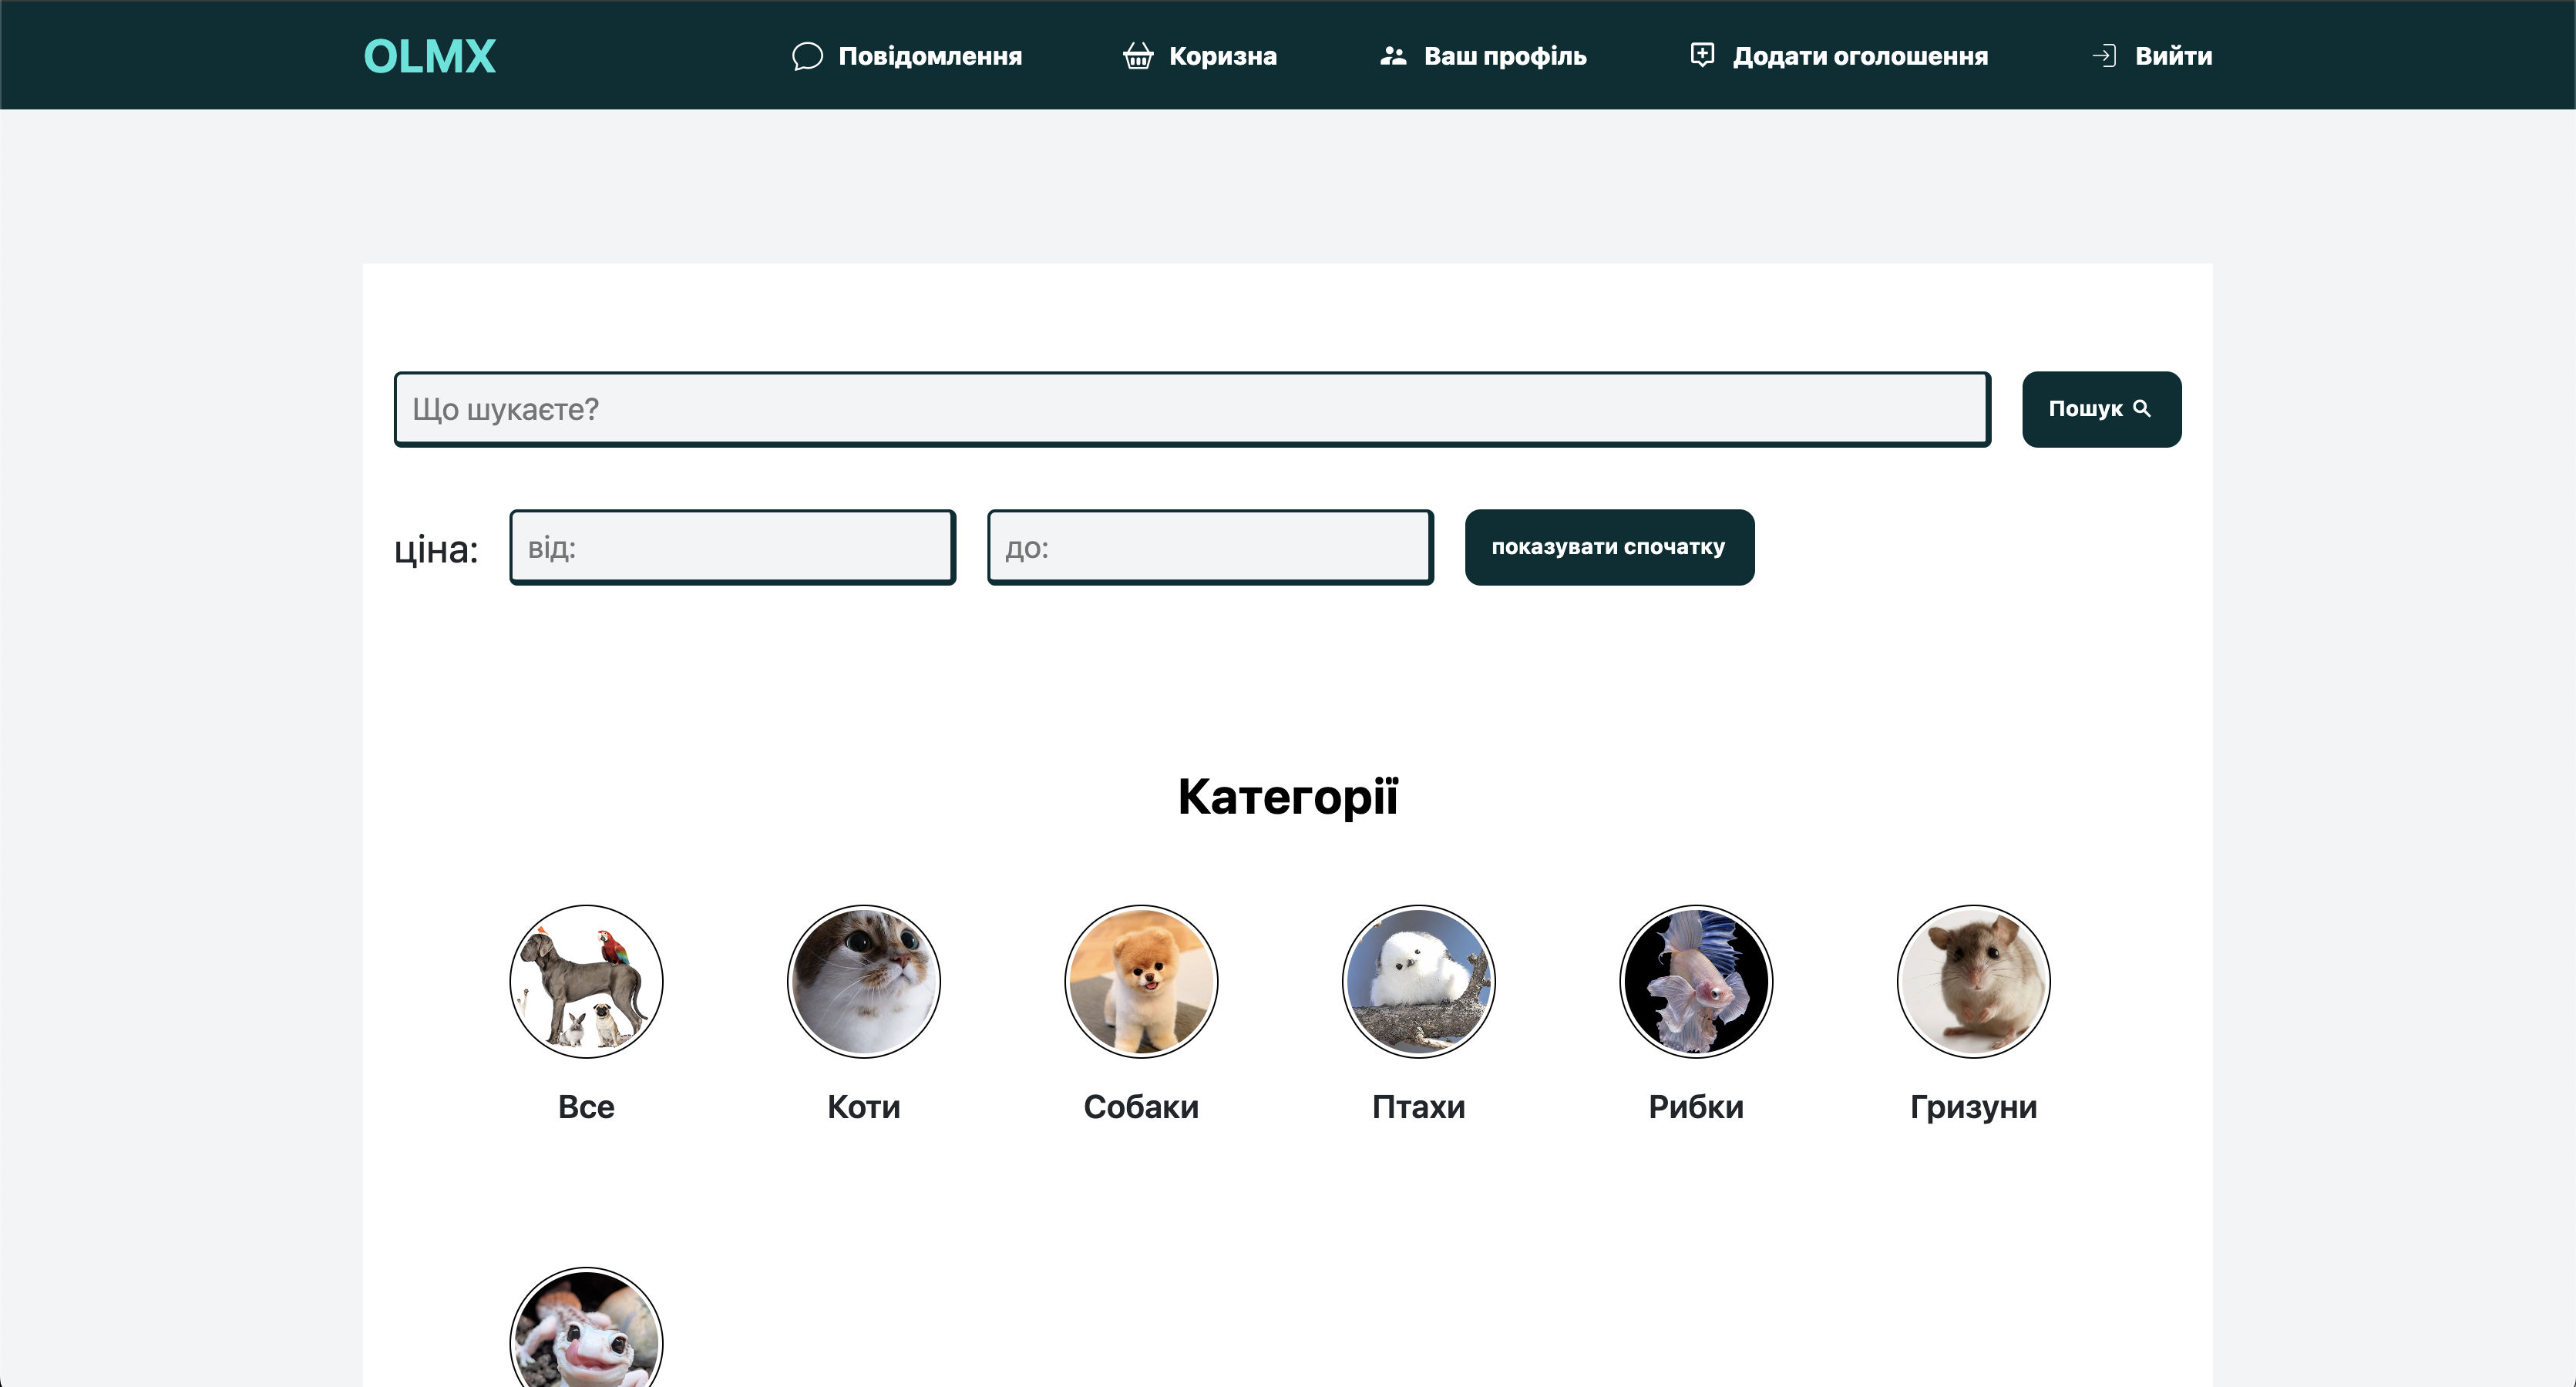 OLMX
Повідомлення
Коризна
Ваш профіль
Додати оголошення
Вийти
Що шукаєте?
Пошук
ціна:
від:
до:
показувати спочатку
Категорії
Все
Коти
Собаки
Птахи
Рибки
Гризуни